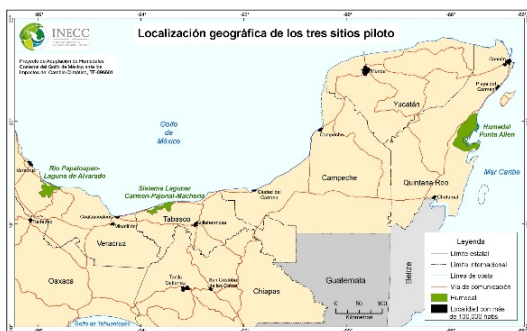 INECC
Localización geográfica de los tres sitios piloto
Proyecto de Adaptación de Humedales
Costeros del Golfo de México ante los
Impactos de Cambio Climático, TF-096681
Cancún
Mérida
Playa del Carmen
Yucatán
Golfo
de
México
Humedal
Punta Allen
Campeche
Río Papaloapan-
Laguna de Alvarado
Mar Caribe
Veracruz
Sistema Lagunar
Carmen-Pajonal-Machona
Campeche
Quintana Roo
Ciudad del
Carmen
Chetumal
Coatzacoalcos
Tabasco
Villahermosa
Minatitlán
Veracruz
Leyenda
Límite estatal
Límite internacional
Línea de costa
Vía de comunicación
Humedal
Localidad con más
de 100,000 habs
Tuxtla
Gutiérrez
San Cristóbal
de las Casas
Oaxaca
Chiapas
Guatemala
Belize
0 50 100
Kilómetros
Golfo de Tehuantepec